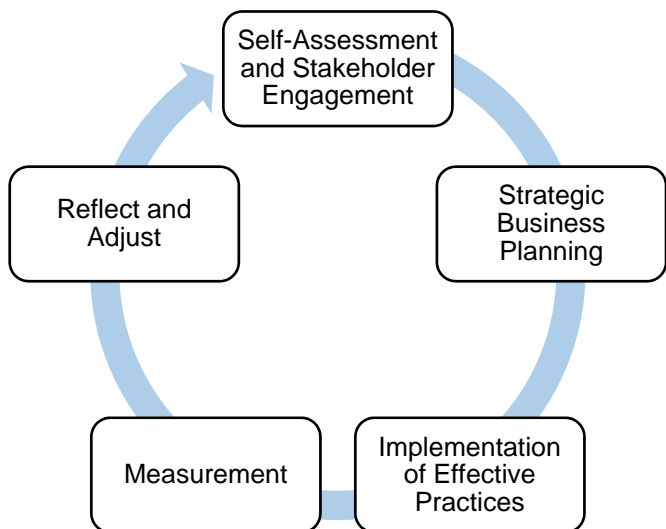 Self-Assessment
and Stakeholder
Engagement
Strategic
Business
Planning
Implementation
of Effective
Practices
Measurement
Reflect and
Adjust